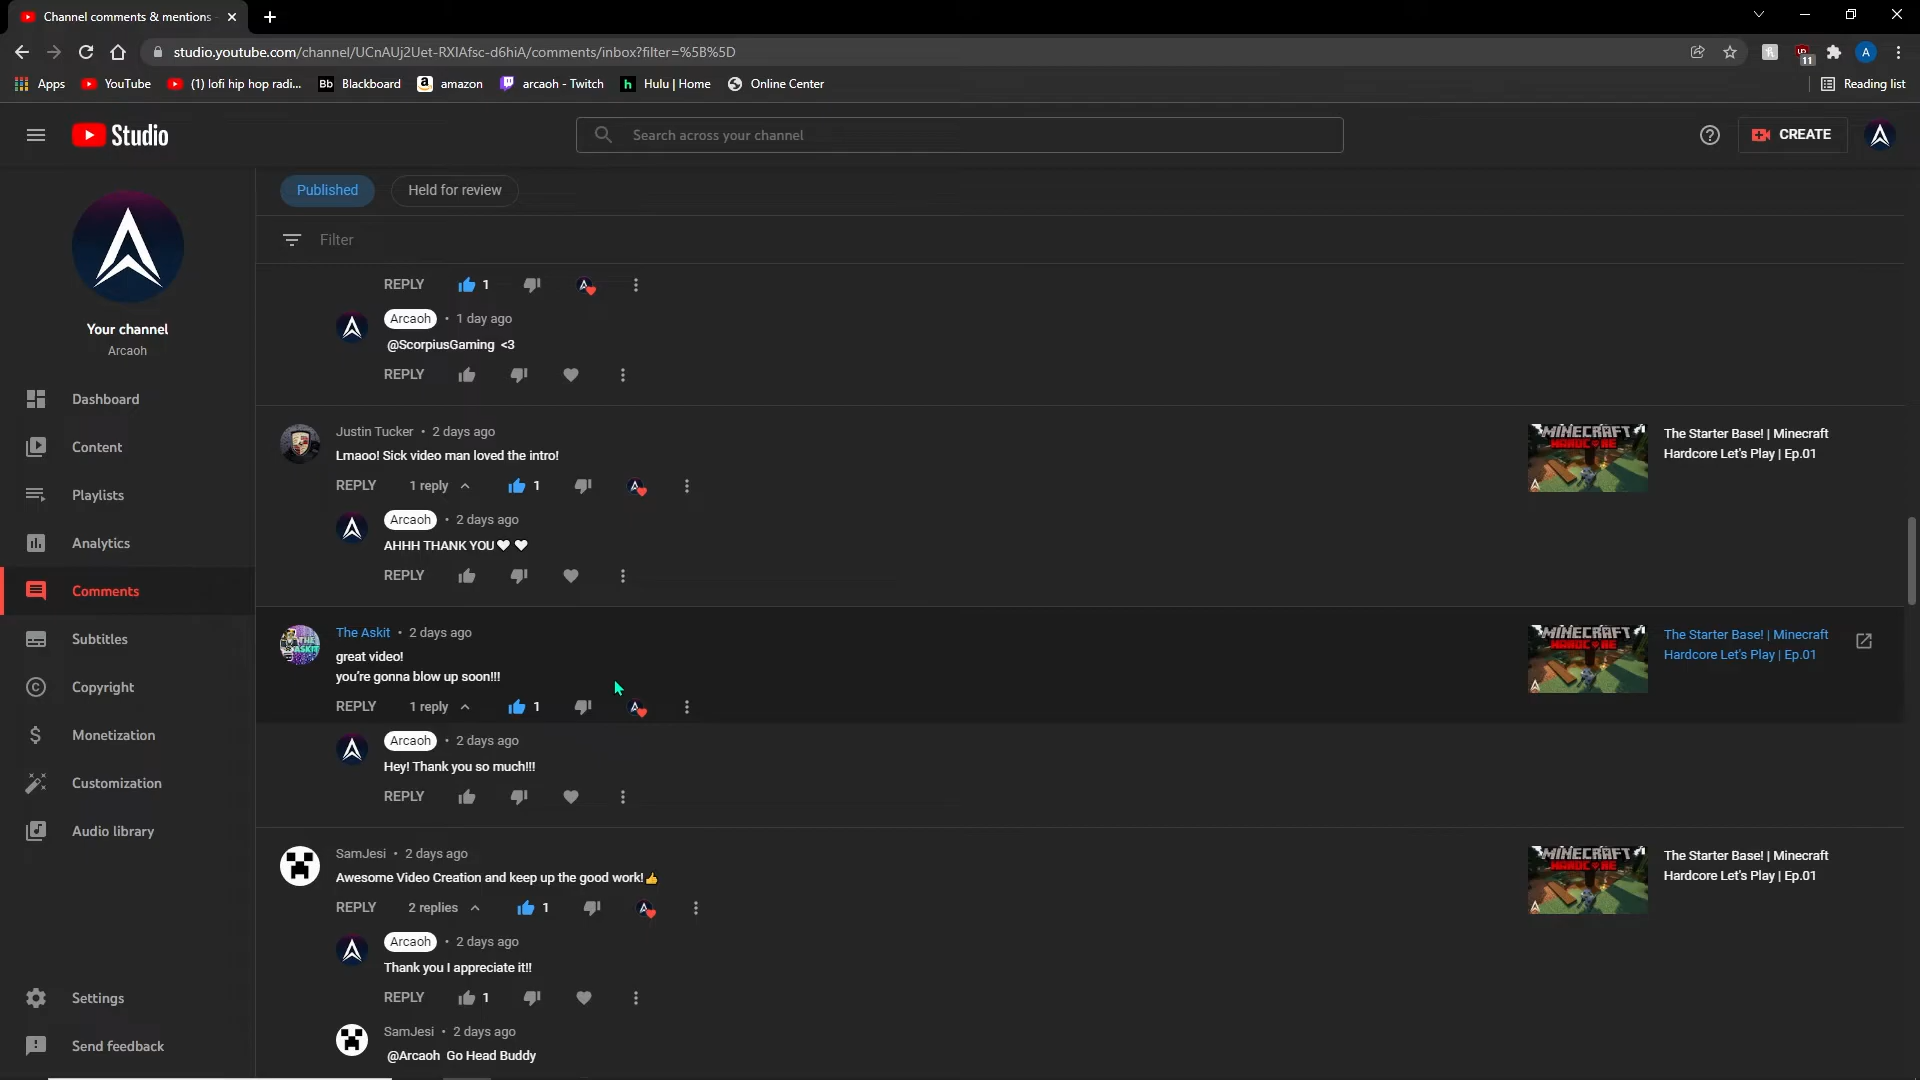 Channel comments & mentions
studio.youtube.com/channel/UCnAUj2Uet-RXIAfsc-d6hiA/comments/inbox?filter=%5B%5D
11
A
Apps
YouTube
(1) lofi hip hop radi...
Bb Blackboard
a amazon
arcaoh - Twitch
h Hulu | Home
Online Center
Reading list
Studio
Search across your channel
CREATE
Published
Held for review
Filter
Your channel
Arcaoh
Dashboard
Content
Playlists
Analytics
Comments
Subtitles
Copyright
Monetization
Customization
Audio library
Settings
Send feedback
REPLY 1
Arcaoh • 1 day ago
@ScorpiusGaming <3
REPLY
Justin Tucker • 2 days ago
Lmaoo! Sick video man loved the intro!
REPLY 1 reply 1
MINECRAFT
HARDCORE
The Starter Base! | Minecraft
Hardcore Let's Play | Ep.01
Arcaoh • 2 days ago
AHHH THANK YOU🤍🤍
REPLY
The Askit • 2 days ago
great video!
you're gonna blow up soon!!!
REPLY 1 reply 1
MINECRAFT
HARDCORE
The Starter Base! | Minecraft
Hardcore Let's Play | Ep.01
Arcaoh • 2 days ago
Hey! Thank you so much!!!
REPLY
SamJesi • 2 days ago
Awesome Video Creation and keep up the good work!👍
REPLY 2 replies 1
MINECRAFT
HARDCORE
The Starter Base! | Minecraft
Hardcore Let's Play | Ep.01
Arcaoh • 2 days ago
Thank you I appreciate it!!
REPLY 1
SamJesi • 2 days ago
@Arcaoh Go Head Buddy